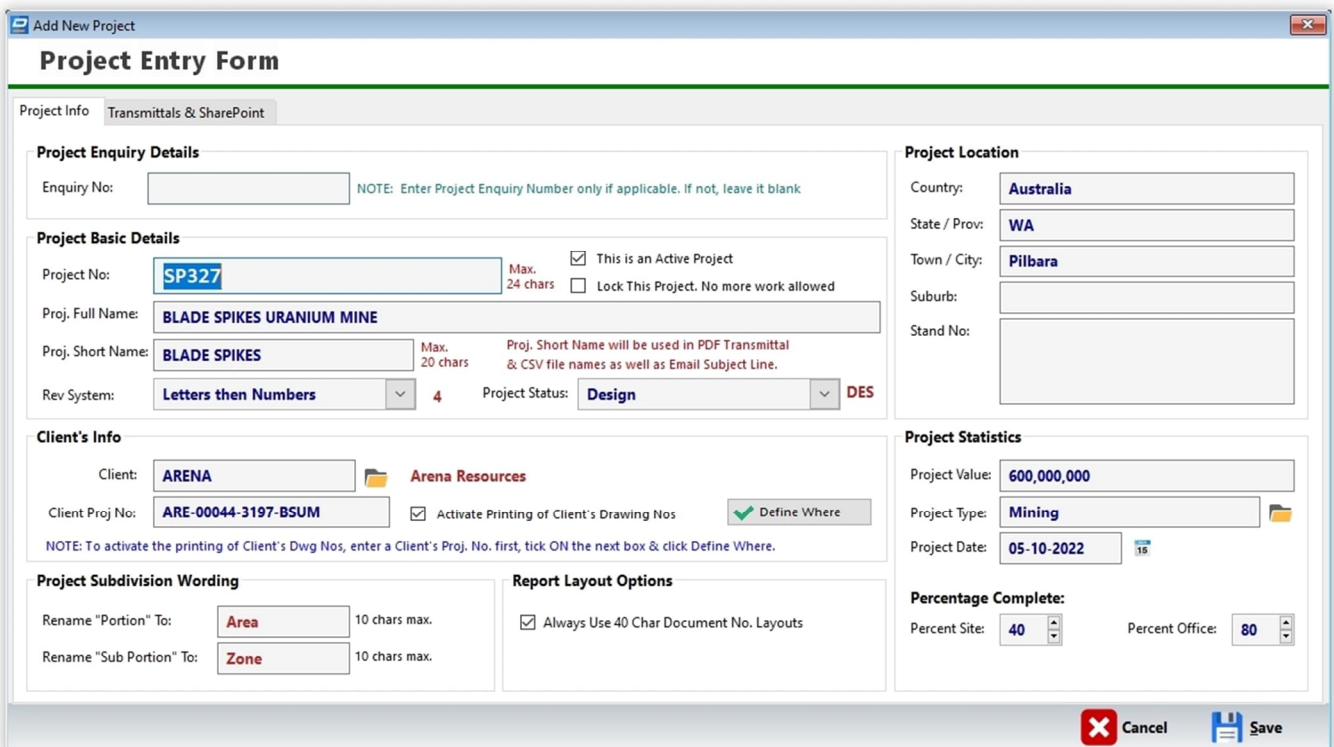 Add New Project
Project Entry Form
Project Info
Transmittals & SharePoint
Project Enquiry Details
Enquiry No:
NOTE: Enter Project Enquiry Number only if applicable. If not, leave it blank
Project Basic Details
Project No:
SP327
Max.
24 chars
This is an Active Project
Lock This Project. No more work allowed
Proj. Full Name:
BLADE SPIKES URANIUM MINE
Proj. Short Name:
BLADE SPIKES
Max.
20 chars
Proj. Short Name will be used in PDF Transmittal
& CSV file names as well as Email Subject Line.
Rev System:
Letters then Numbers
4
Project Status:
Design
DES
Client's Info
Client:
ARENA
Arena Resources
Client Proj No:
ARE-00044-3197-BSUM
Activate Printing of Client's Drawing Nos
Define Where
NOTE: To activate the printing of Client's Dwg Nos, enter a Client's Proj. No. first, tick ON the next box & click Define Where.
Project Subdivision Wording
Rename "Portion" To:
Area
10 chars max.
Rename "Sub Portion" To:
Zone
10 chars max.
Report Layout Options
Always Use 40 Char Document No. Layouts
Project Location
Country:
Australia
State / Prov:
WA
Town / City:
Pilbara
Suburb:
Stand No:
Project Statistics
Project Value:
600,000,000
Project Type:
Mining
Project Date:
05-10-2022
15
Percentage Complete:
Percent Site:
40
Percent Office:
80
Cancel
Save